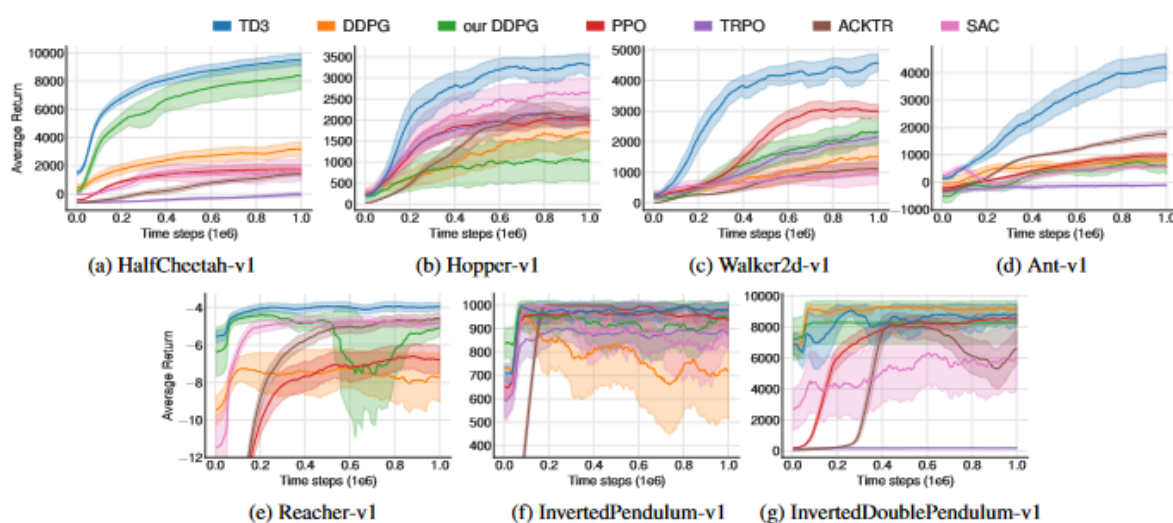 TD3 DDPG our DDPG PPO TRPO ACKTR SAC
Average Return
10000
8000
6000
4000
2000
0
0.0 0.2 0.4 0.6 0.8 1.0
Time steps (1e6)
(a) HalfCheetah-v1
3500
3000
2500
2000
1500
1000
500
0
0.0 0.2 0.4 0.6 0.8 1.0
Time steps (1e6)
(b) Hopper-v1
5000
4000
3000
2000
1000
0
0.0 0.2 0.4 0.6 0.8 1.0
Time steps (1e6)
(c) Walker2d-v1
4000
3000
2000
1000
0
−1000
0.0 0.2 0.4 0.6 0.8 1.0
Time steps (1e6)
(d) Ant-v1
Average Return
−4
−6
−8
−10
−12
0.0 0.2 0.4 0.6 0.8 1.0
Time steps (1e6)
(e) Reacher-v1
1000
900
800
700
600
500
400
0.0 0.2 0.4 0.6 0.8 1.0
Time steps (1e6)
(f) InvertedPendulum-v1
10000
8000
6000
4000
2000
0
0.0 0.2 0.4 0.6 0.8 1.0
Time steps (1e6)
(g) InvertedDoublePendulum-v1